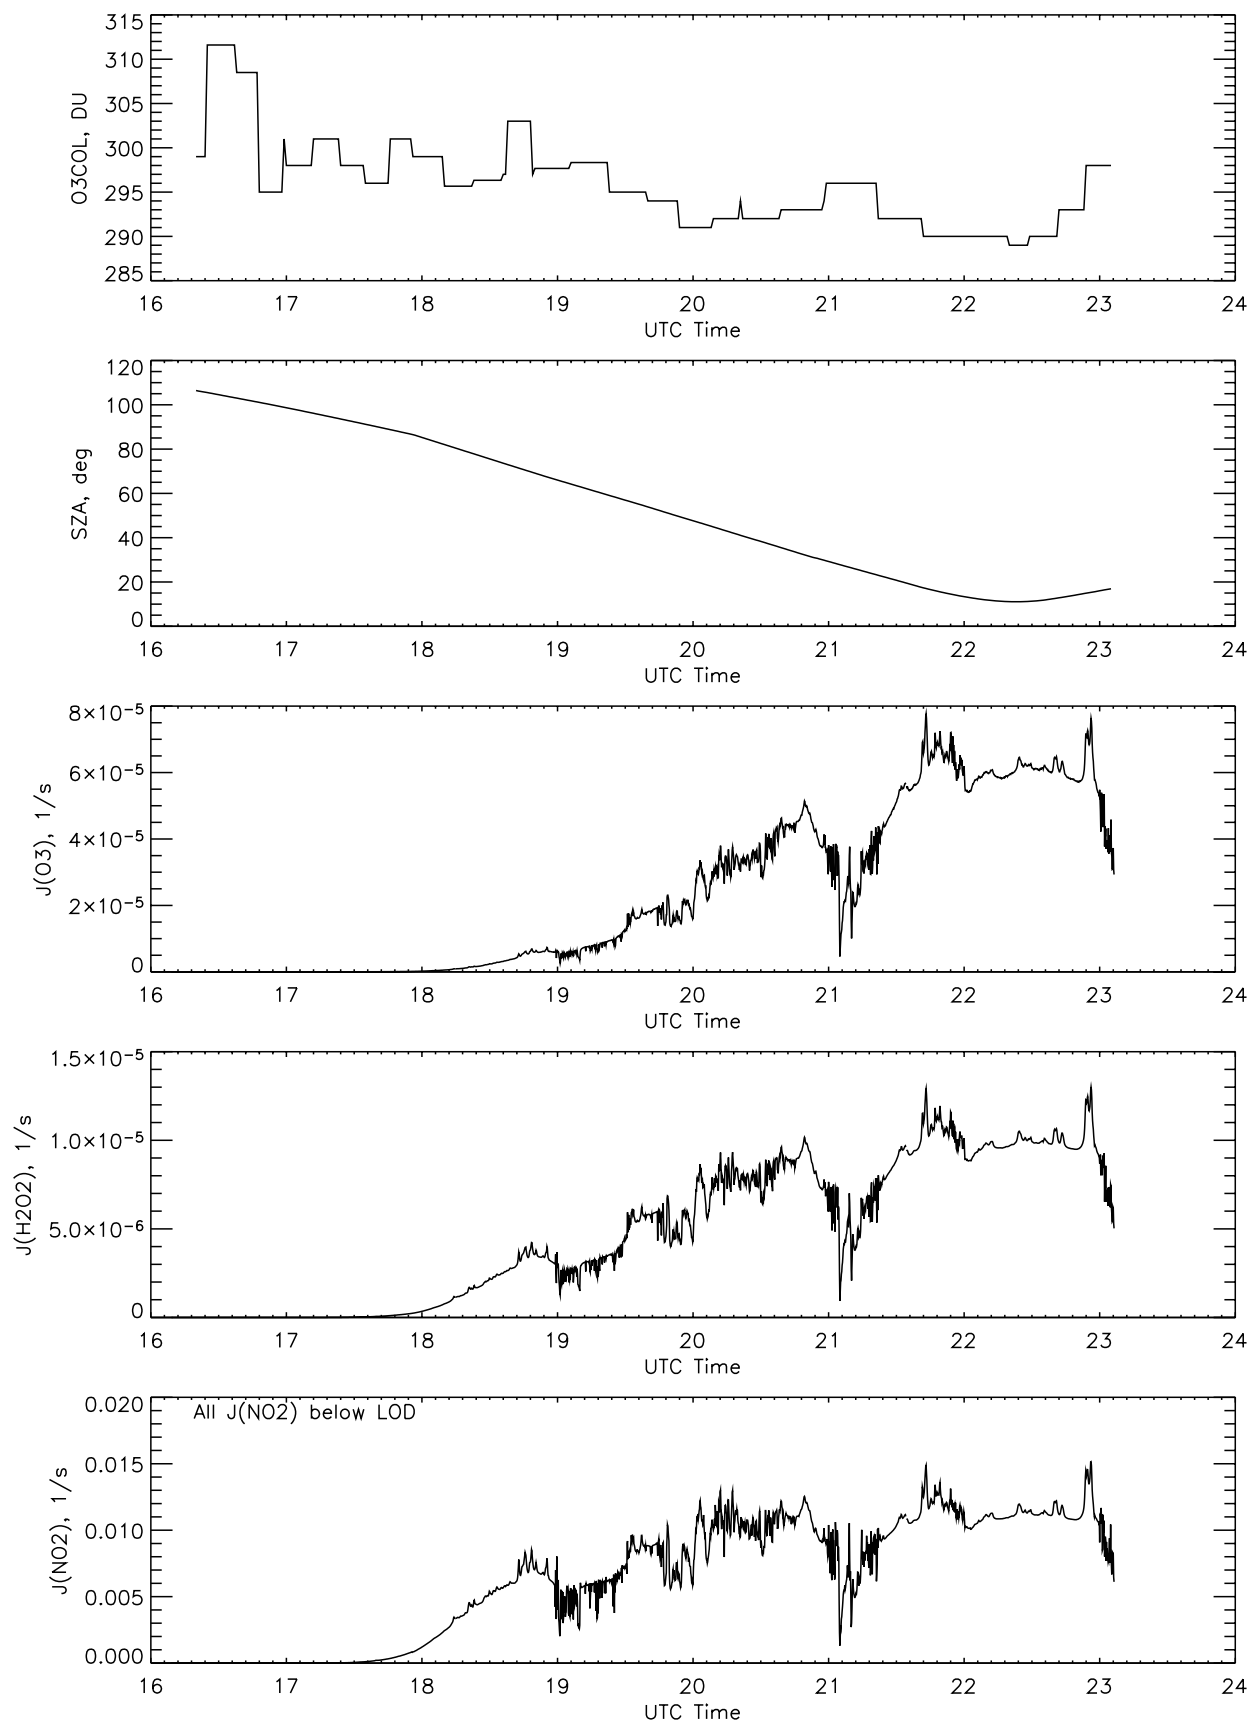 315
310
305
300
295
290
285
O3COL, DU
16 17 18 19 20 21 22 23 24
UTC Time
120
100
80
60
40
20
0
SZA, deg
16 17 18 19 20 21 22 23 24
UTC Time
8×10⁻⁵
6×10⁻⁵
4×10⁻⁵
2×10⁻⁵
0
J(O3), 1/s
16 17 18 19 20 21 22 23 24
UTC Time
1.5×10⁻⁵
1.0×10⁻⁵
5.0×10⁻⁶
0
J(H2O2), 1/s
16 17 18 19 20 21 22 23 24
UTC Time
0.020
All J(NO2) below LOD
0.015
0.010
0.005
0.000
J(NO2), 1/s
16 17 18 19 20 21 22 23 24
UTC Time